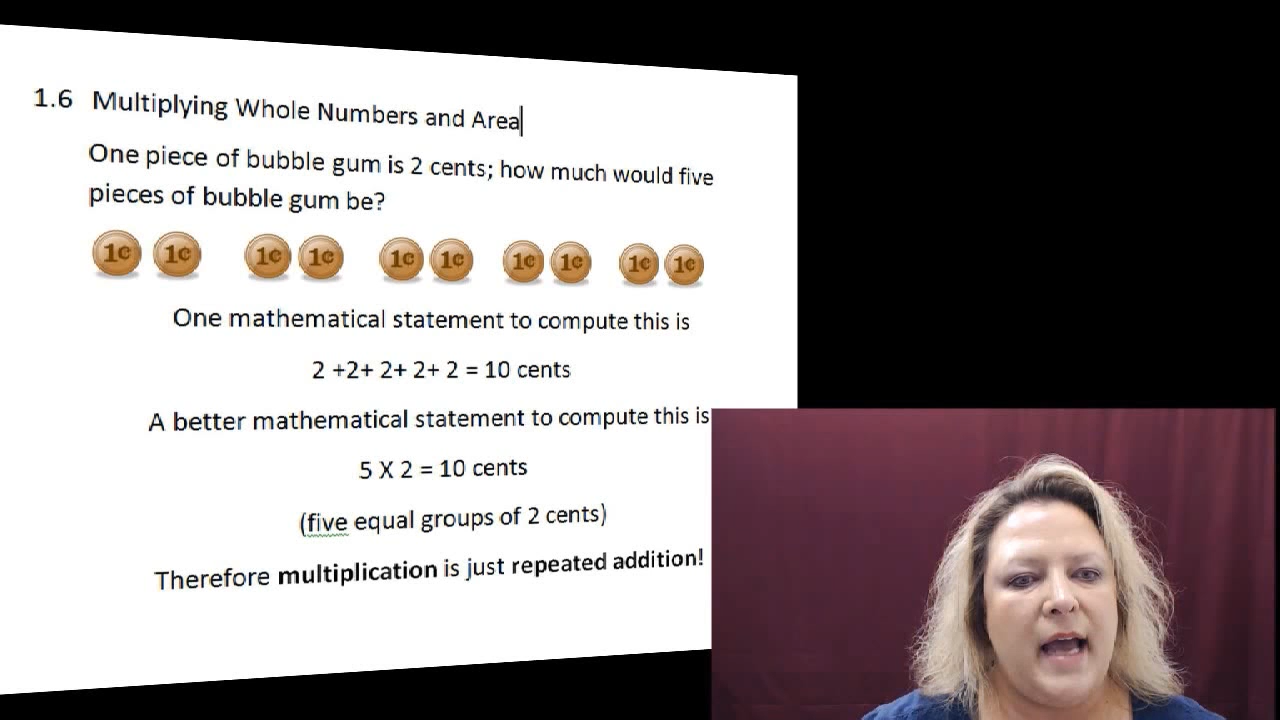 1.6 Multiplying Whole Numbers and Area
One piece of bubble gum is 2 cents; how much would five
pieces of bubble gum be?
1¢ 1¢ 1¢ 1¢ 1¢ 1¢ 1¢ 1¢ 1¢ 1¢
One mathematical statement to compute this is
2 +2+ 2+ 2+ 2 = 10 cents
A better mathematical statement to compute this is
5 X 2 = 10 cents
(five equal groups of 2 cents)
Therefore multiplication is just repeated addition!